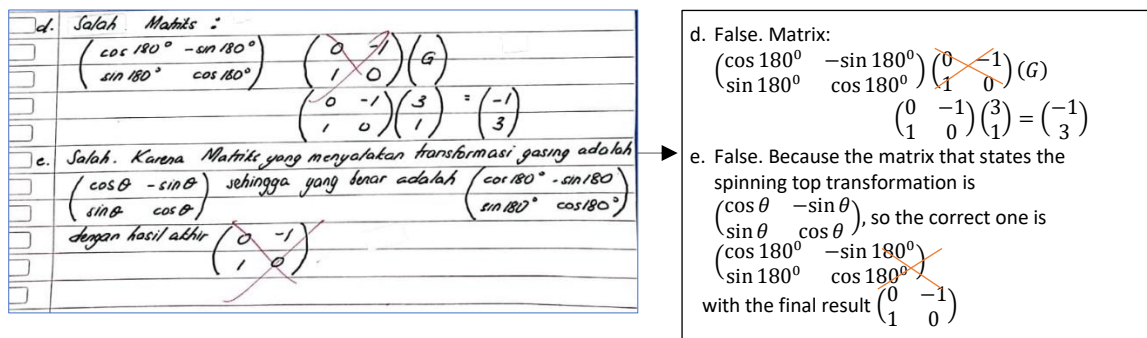 d. Salah Matriks :
( cos 180° -sin 180° ) ( 0 -1 ) ( G )
( sin 180° cos 180° ) ( 1 0 )
( 0 -1 ) ( 3 ) = ( -1 )
( 1 0 ) ( 1 ) ( 3 )
e. Salah. Karena Matriks yang menyatakan transformasi gasing adalah
( cos θ - sin θ ) sehingga yang benar adalah ( cos 180° - sin 180 )
( sin θ cos θ ) ( sin 180° cos 180° )
dengan hasil akhir ( 0 -1 )
( 1 0 )
d. False. Matrix:
( cos 180⁰ −sin 180⁰ ) ( 0 −1 ) (G)
( sin 180⁰ cos 180⁰ ) ( 1 0 )
( 0 −1 ) ( 3 ) = ( −1 )
( 1 0 ) ( 1 ) ( 3 )
e. False. Because the matrix that states the
spinning top transformation is
( cos θ −sin θ )
( sin θ cos θ ), so the correct one is
( cos 180⁰ −sin 180⁰ )
( sin 180⁰ cos 180⁰ )
with the final result ( 0 −1 )
( 1 0 )